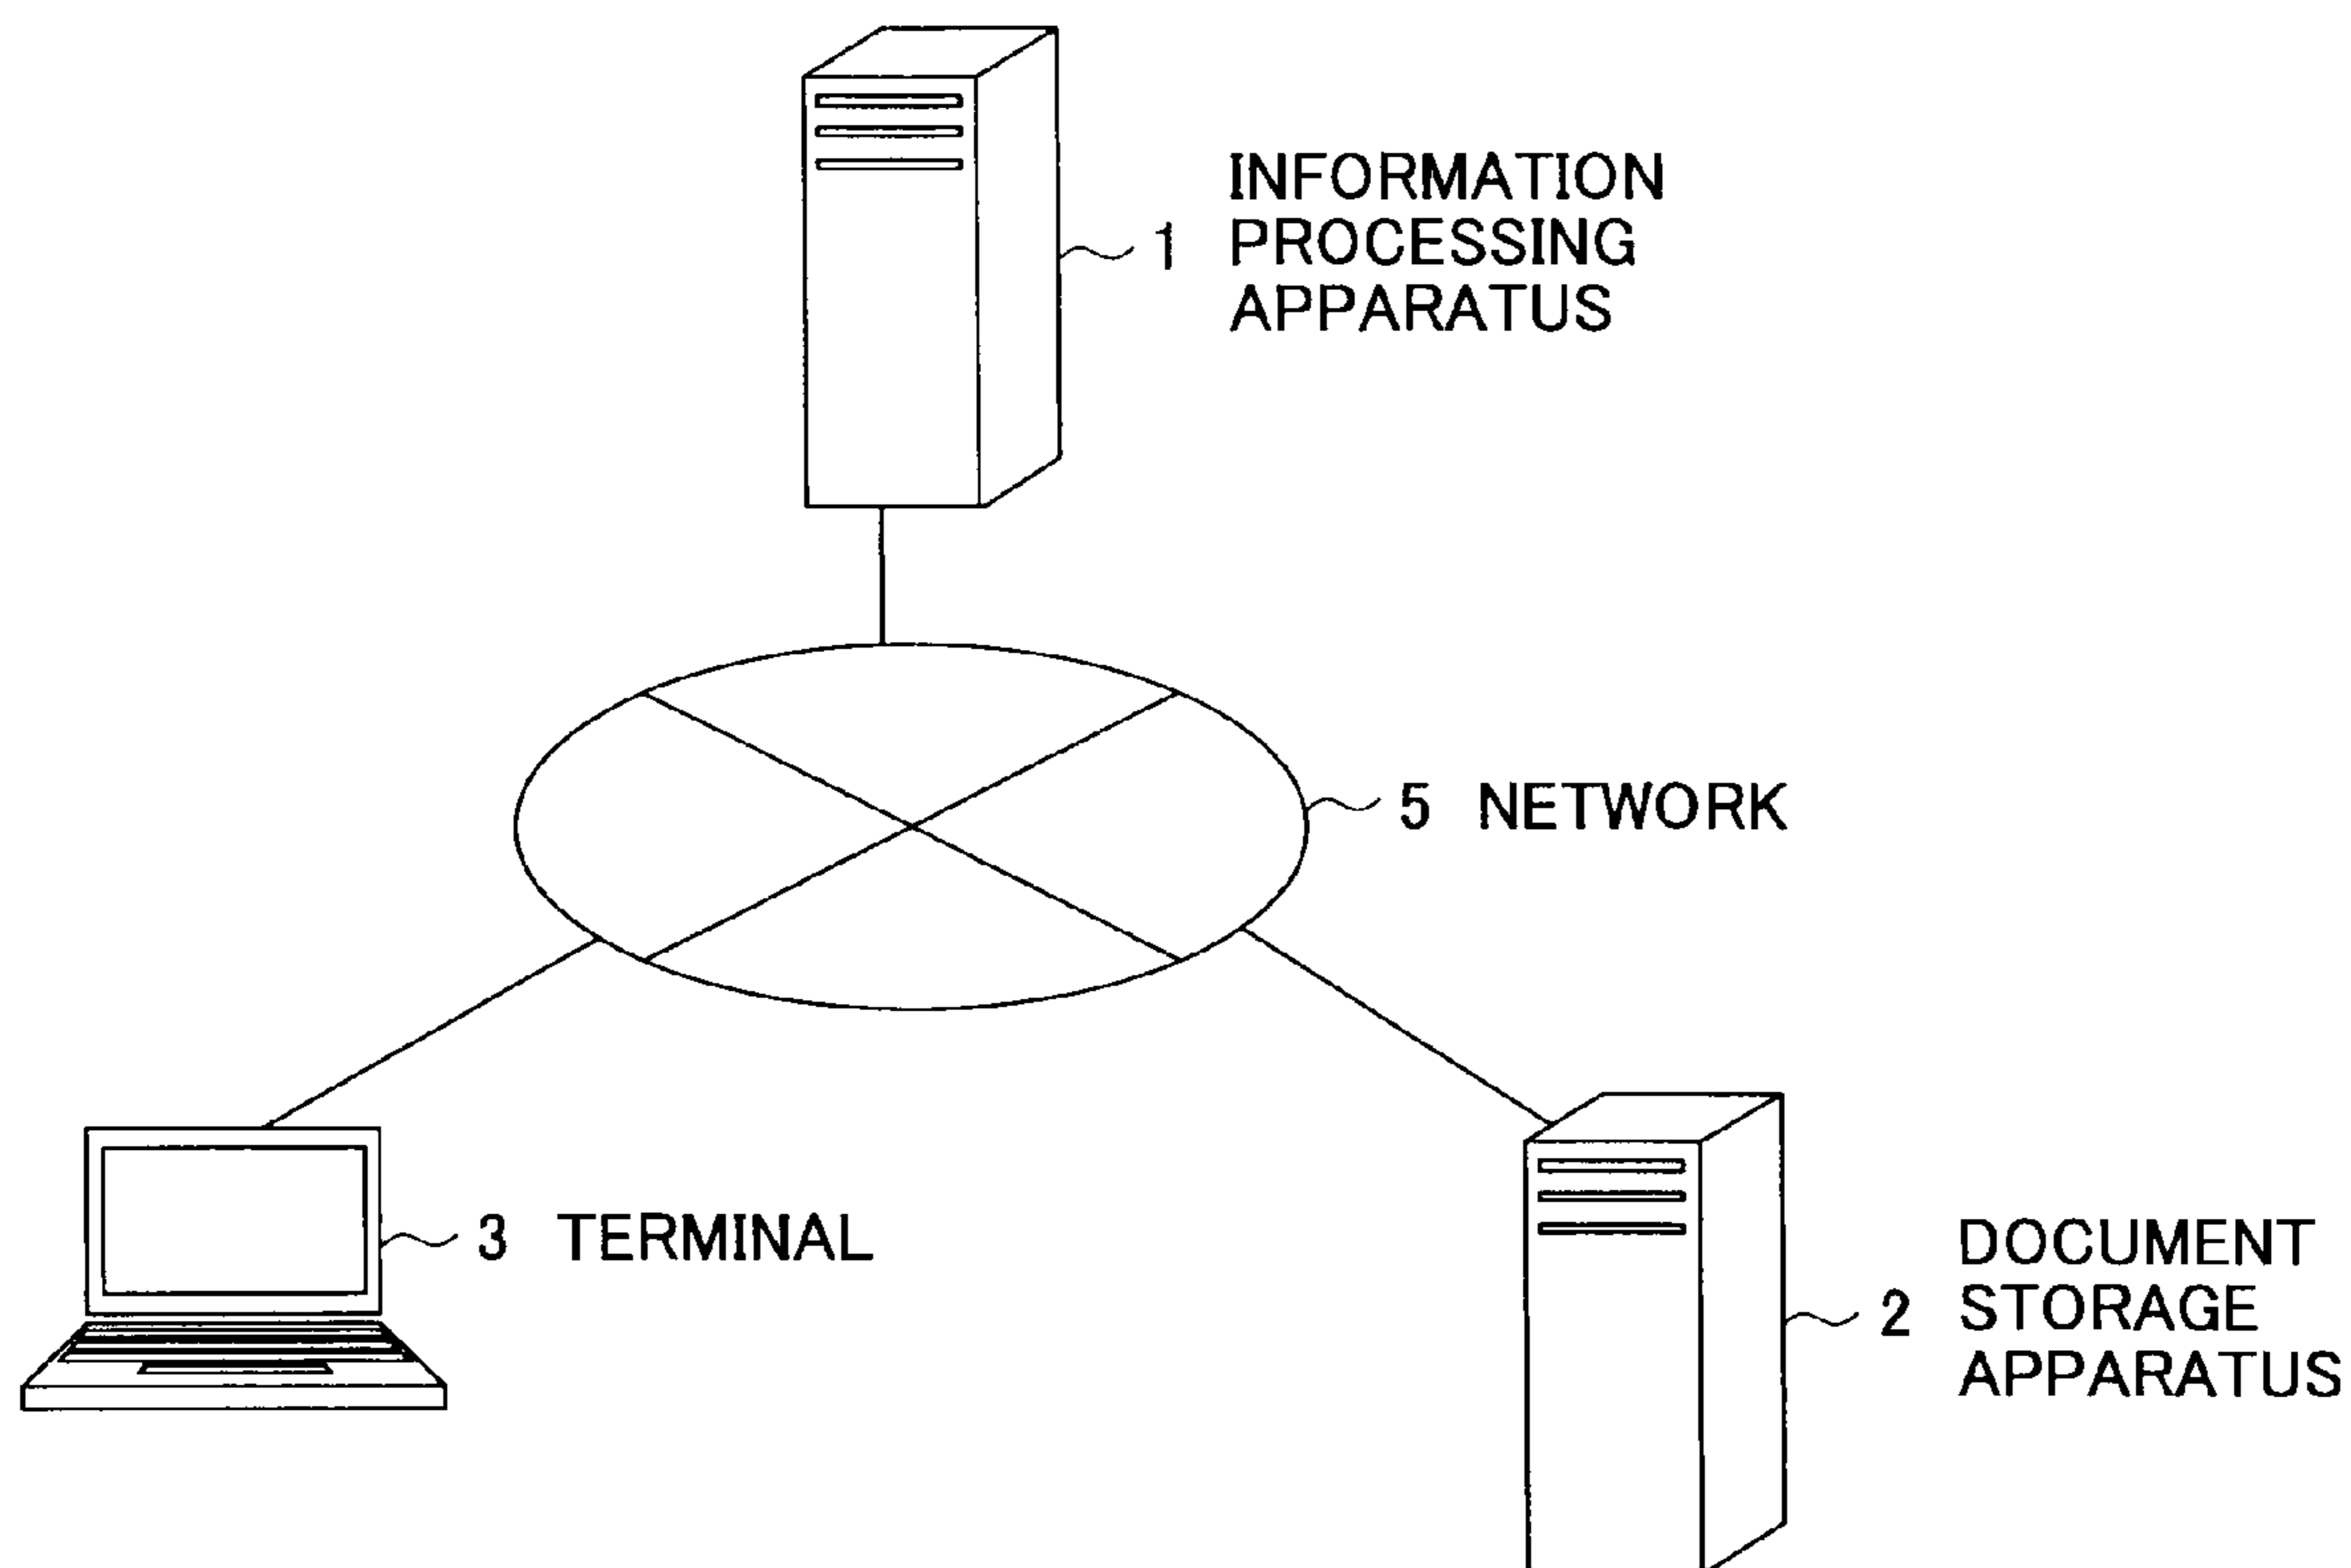 INFORMATION
1 PROCESSING
APPARATUS
5 NETWORK
3 TERMINAL
DOCUMENT
2 STORAGE
APPARATUS